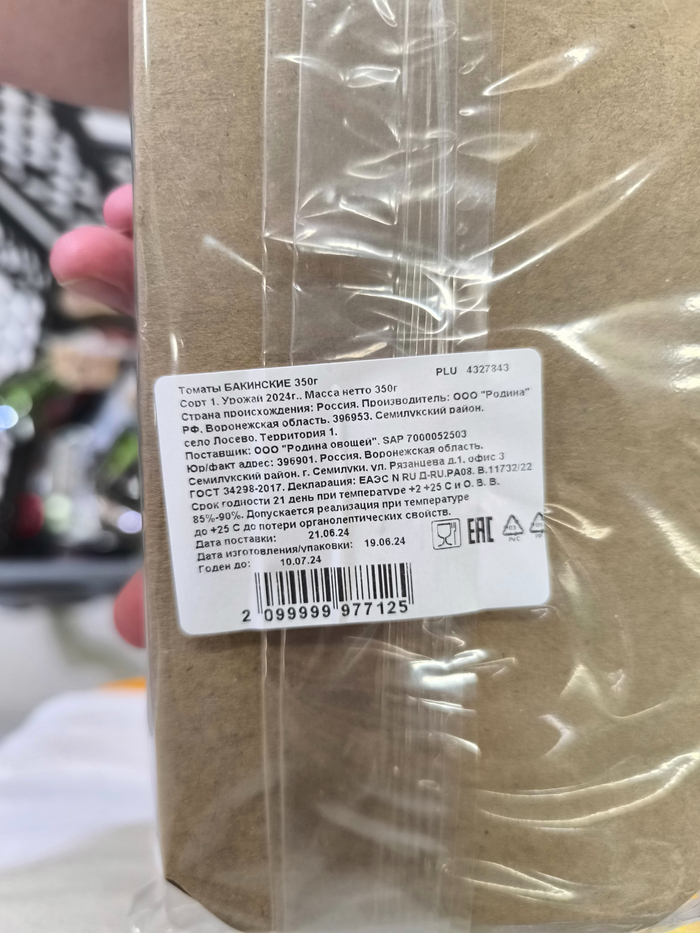 Томаты БАКИНСКИЕ 350г
PLU 4327843
Сорт 1. Урожай 2024г.. Масса нетто 350г
Страна происхождения: Россия. Производитель: ООО "Родина"
РФ, Воронежская область, 396953. Семилукский район,
село Лосево. Территория 1.
Поставщик: ООО "Родина овощей". SAP 7000052503
Юр/факт адрес: 396901. Россия. Воронежская область.
Семилукский район. г. Семилуки. ул. Рязанцева д.1. офис 3
ГОСТ 34298-2017. Декларация: ЕАЭС N RU Д-RU.РА08. В.11732/22
Срок годности 21 день при температуре +2 +25 С и О. В. В.
85%-90%. Допускается реализация при температуре
до +25 С до потери органолептических свойств.
Дата поставки: 21.06.24
Дата изготовления/упаковки: 19.06.24
Годен до: 10.07.24
EAC
2 099999 977125